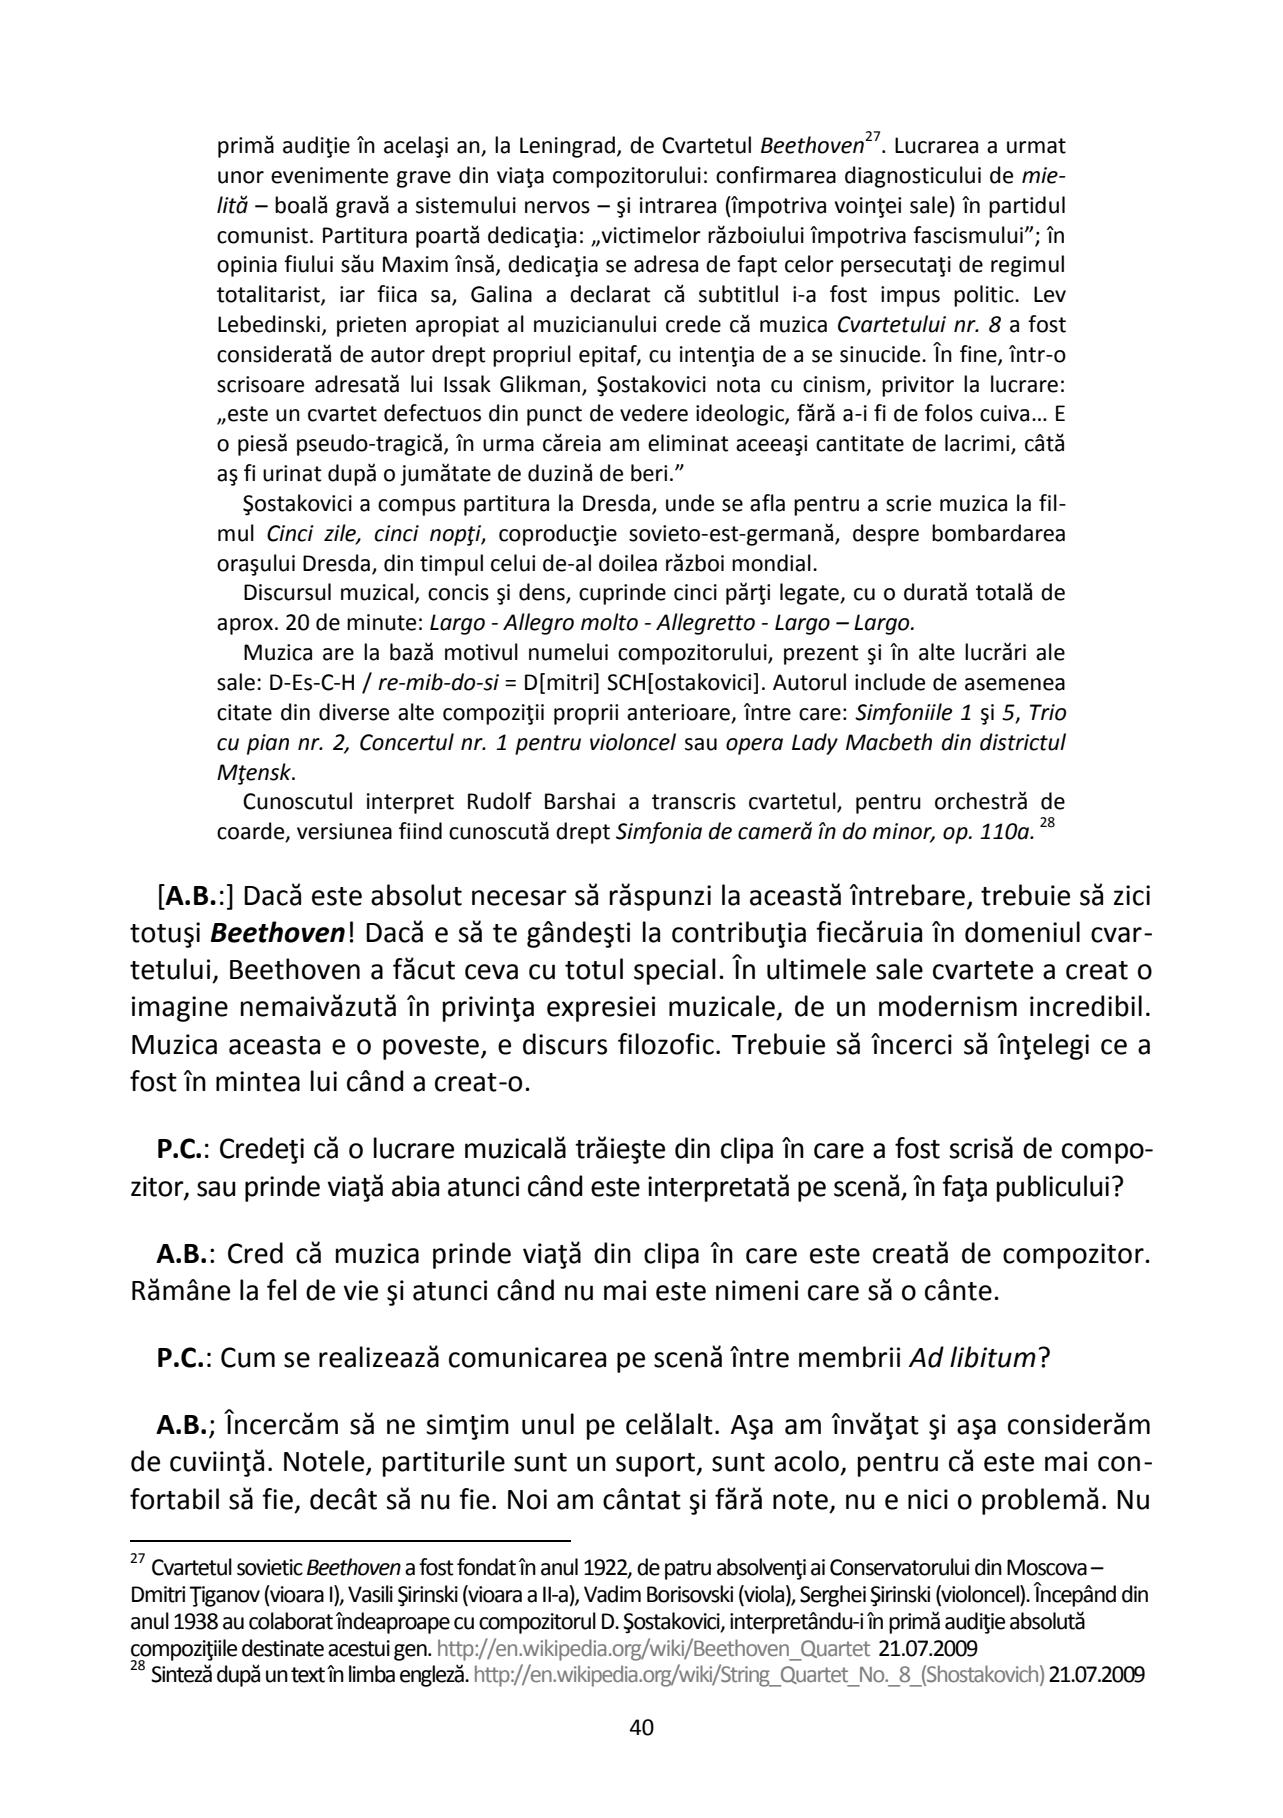 primă audiţie în acelaşi an, la Leningrad, de Cvartetul Beethoven27. Lucrarea a urmat
unor evenimente grave din viaţa compozitorului: confirmarea diagnosticului de mie-
lită – boală gravă a sistemului nervos – şi intrarea (împotriva voinţei sale) în partidul
comunist. Partitura poartă dedicaţia: „victimelor războiului împotriva fascismului”; în
opinia fiului său Maxim însă, dedicaţia se adresa de fapt celor persecutaţi de regimul
totalitarist, iar fiica sa, Galina a declarat că subtitlul i-a fost impus politic. Lev
Lebedinski, prieten apropiat al muzicianului crede că muzica Cvartetului nr. 8 a fost
considerată de autor drept propriul epitaf, cu intenţia de a se sinucide. În fine, într-o
scrisoare adresată lui Issak Glikman, Şostakovici nota cu cinism, privitor la lucrare:
„este un cvartet defectuos din punct de vedere ideologic, fără a-i fi de folos cuiva… E
o piesă pseudo-tragică, în urma căreia am eliminat aceeaşi cantitate de lacrimi, câtă
aş fi urinat după o jumătate de duzină de beri.”
Şostakovici a compus partitura la Dresda, unde se afla pentru a scrie muzica la fil-
mul Cinci zile, cinci nopţi, coproducţie sovieto-est-germană, despre bombardarea
oraşului Dresda, din timpul celui de-al doilea război mondial.
Discursul muzical, concis şi dens, cuprinde cinci părţi legate, cu o durată totală de
aprox. 20 de minute: Largo - Allegro molto - Allegretto - Largo – Largo.
Muzica are la bază motivul numelui compozitorului, prezent şi în alte lucrări ale
sale: D-Es-C-H / re-mib-do-si = D[mitri] SCH[ostakovici]. Autorul include de asemenea
citate din diverse alte compoziţii proprii anterioare, între care: Simfoniile 1 şi 5, Trio
cu pian nr. 2, Concertul nr. 1 pentru violoncel sau opera Lady Macbeth din districtul
Mţensk.
Cunoscutul interpret Rudolf Barshai a transcris cvartetul, pentru orchestră de
coarde, versiunea fiind cunoscută drept Simfonia de cameră în do minor, op. 110a. 28
[A.B.:] Dacă este absolut necesar să răspunzi la această întrebare, trebuie să zici
totuşi Beethoven! Dacă e să te gândeşti la contribuţia fiecăruia în domeniul cvar-
tetului, Beethoven a făcut ceva cu totul special. În ultimele sale cvartete a creat o
imagine nemaivăzută în privinţa expresiei muzicale, de un modernism incredibil.
Muzica aceasta e o poveste, e discurs filozofic. Trebuie să încerci să înţelegi ce a
fost în mintea lui când a creat-o.
P.C.: Credeţi că o lucrare muzicală trăieşte din clipa în care a fost scrisă de compo-
zitor, sau prinde viaţă abia atunci când este interpretată pe scenă, în faţa publicului?
A.B.: Cred că muzica prinde viaţă din clipa în care este creată de compozitor.
Rămâne la fel de vie şi atunci când nu mai este nimeni care să o cânte.
P.C.: Cum se realizează comunicarea pe scenă între membrii Ad libitum?
A.B.; Încercăm să ne simţim unul pe celălalt. Aşa am învăţat şi aşa considerăm
de cuviinţă. Notele, partiturile sunt un suport, sunt acolo, pentru că este mai con-
fortabil să fie, decât să nu fie. Noi am cântat şi fără note, nu e nici o problemă. Nu
27 Cvartetul sovietic Beethoven a fost fondat în anul 1922, de patru absolvenţi ai Conservatorului din Moscova –
Dmitri Ţiganov (vioara I), Vasili Şirinski (vioara a II-a), Vadim Borisovski (viola), Serghei Şirinski (violoncel). Începând din
anul 1938 au colaborat îndeaproape cu compozitorul D. Şostakovici, interpretându-i în primă audiţie absolută
compoziţiile destinate acestui gen. http://en.wikipedia.org/wiki/Beethoven_Quartet 21.07.2009
28 Sinteză după un text în limba engleză. http://en.wikipedia.org/wiki/String_Quartet_No._8_(Shostakovich) 21.07.2009
40